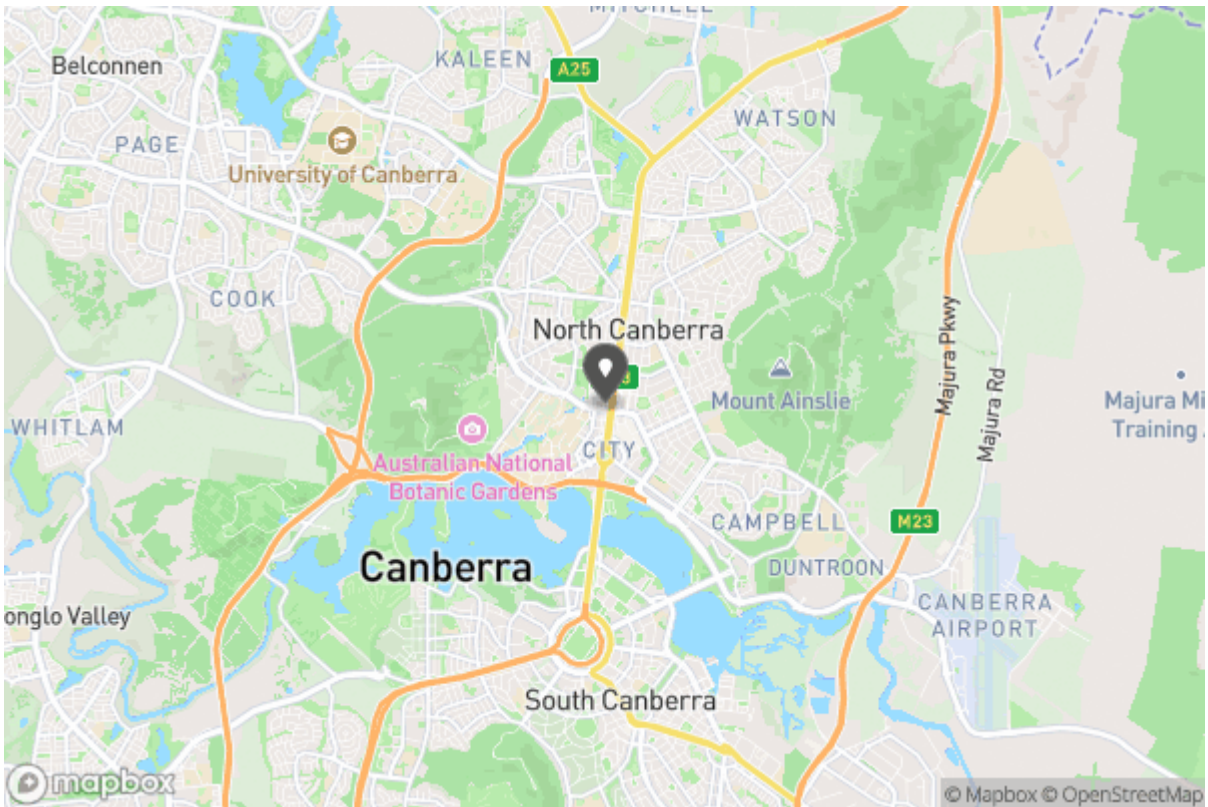 MITCHELL
KALEEN
Belconnen
A25
WATSON
PAGE
University of Canberra
COOK
North Canberra
Majura Pkwy
Majura Rd
Mount Ainslie
Majura Mi
Training
WHITLAM
CITY
Australian National
Botanic Gardens
CAMPBELL
M23
Canberra
DUNTROON
CANBERRA
AIRPORT
onglo Valley
South Canberra
mapbox
© Mapbox © OpenStreetMap